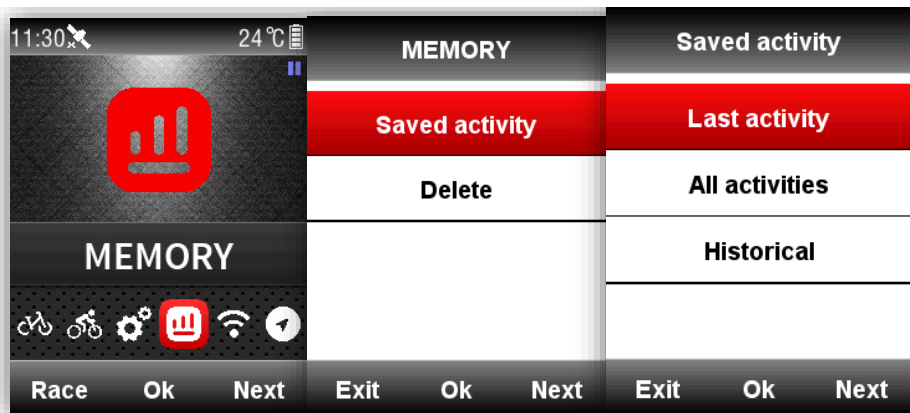 11:30 24°C
MEMORY
Race Ok Next
MEMORY
Saved activity
Delete
Exit Ok Next
Saved activity
Last activity
All activities
Historical
Exit Ok Next